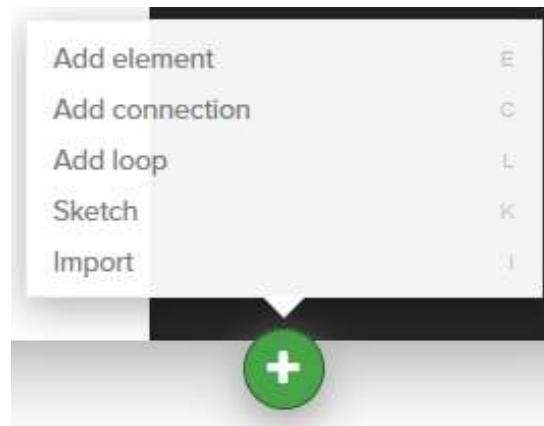 Add element E
Add connection C
Add loop L
Sketch K
Import I